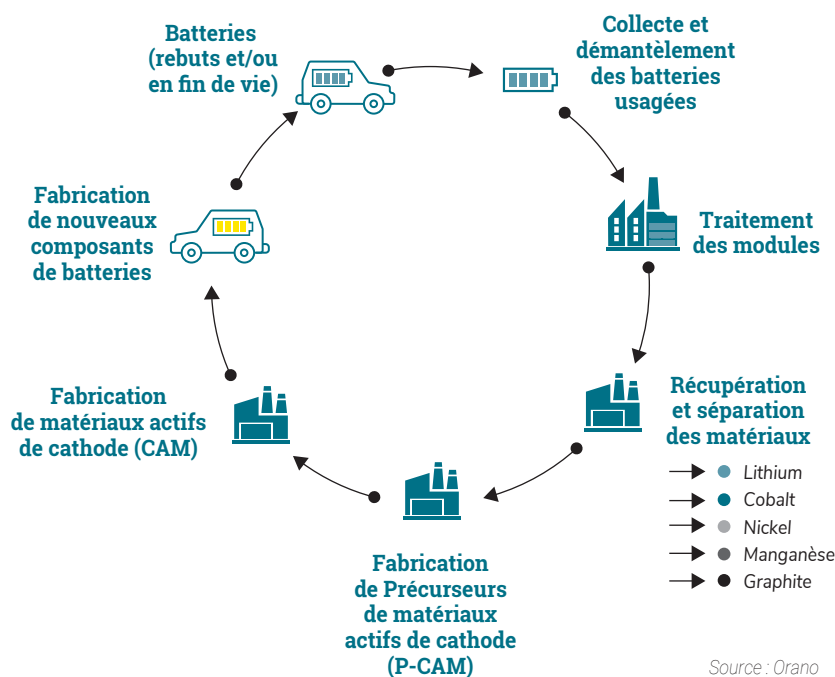 Batteries
(rebuts et/ou
en fin de vie)
Collecte et
démantèlement
des batteries
usagées
Traitement
des modules
Récupération
et séparation
des matériaux
Lithium
Cobalt
Nickel
Manganèse
Graphite
Fabrication
de Précurseurs
de matériaux
actifs de cathode
(P-CAM)
Fabrication
de matériaux actifs
de cathode (CAM)
Fabrication
de nouveaux
composants
de batteries
Source : Orano